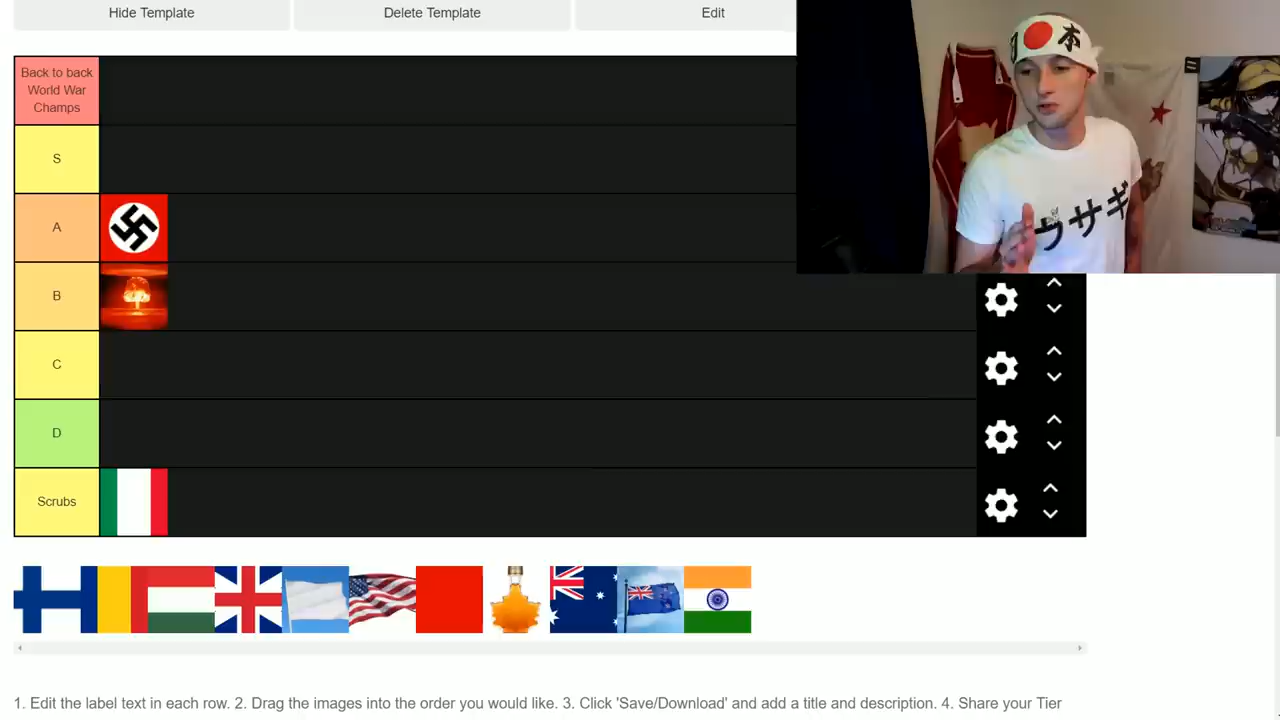 Hide Template
Delete Template
Edit
Back to back
World War
Champs
S
A
B
C
D
Scrubs
本
ウサギ
1. Edit the label text in each row. 2. Drag the images into the order you would like. 3. Click 'Save/Download' and add a title and description. 4. Share your Tier